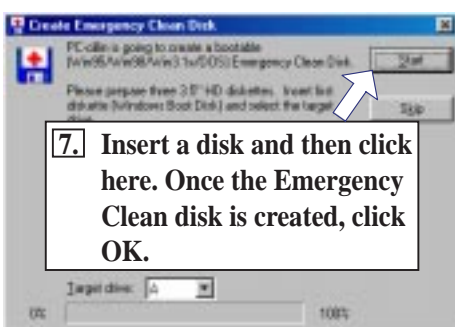 Create Emergency Clean Disk
PC-cillin is going to create a bootable
(Win95/Win98/Win3.1x/DOS) Emergency Clean Disk.
Please prepare three 3.5" HD diskettes. Insert first
diskette (Windows Boot Disk) and select the target
drive.
Start
Skip
7. Insert a disk and then click
here. Once the Emergency
Clean disk is created, click
OK.
Target drive: A
0% 100%